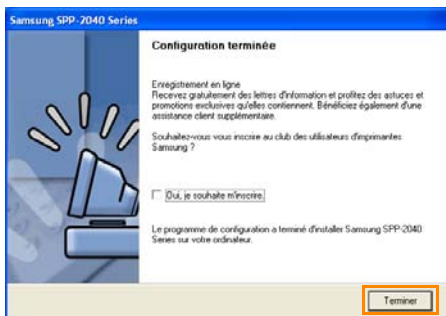 Samsung SPP-2040 Series
Configuration terminée
Enregistrement en ligne
Recevez gratuitement des lettres d'information et profitez des astuces et
promotions exclusives qu'elles contiennent. Bénéficiez également d'une
assistance client supplémentaire.
Souhaitez-vous vous inscrire au club des utilisateurs d'imprimantes
Samsung ?
Oui, je souhaite m'inscrire.
Le programme de configuration a terminé d'installer Samsung SPP-2040
Series sur votre ordinateur.
Terminer